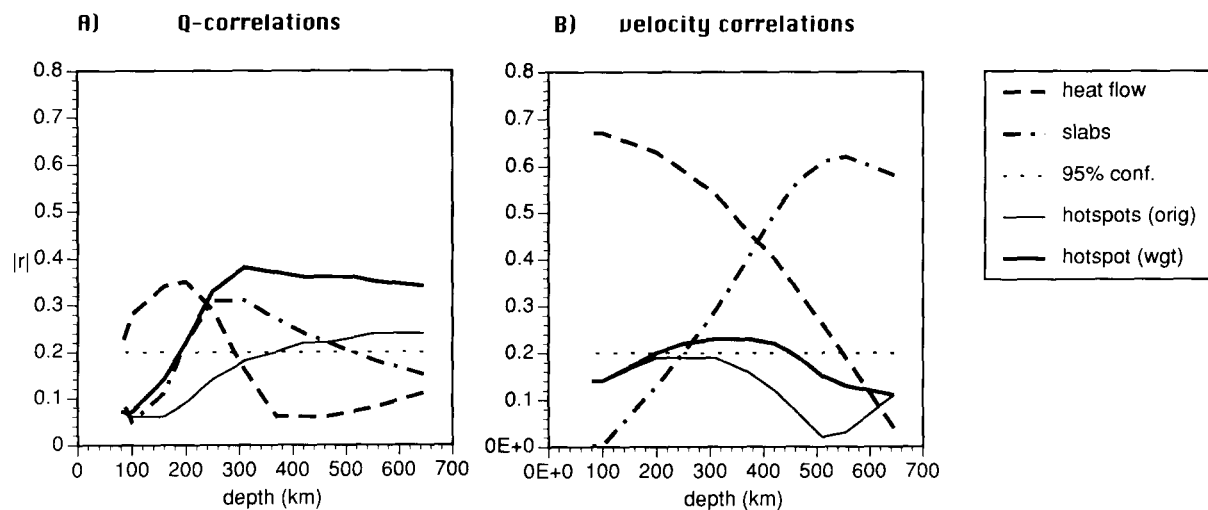 A) Q-correlations
B) velocity correlations
0.8
0.7
0.6
0.5
0.4
0.3
0.2
0.1
0
|r|
0 100 200 300 400 500 600 700
depth (km)
0.8
0.7
0.6
0.5
0.4
0.3
0.2
0.1
0E+0
0E+0 100 200 300 400 500 600 700
depth (km)
heat flow
slabs
95% conf.
hotspots (orig)
hotspot (wgt)